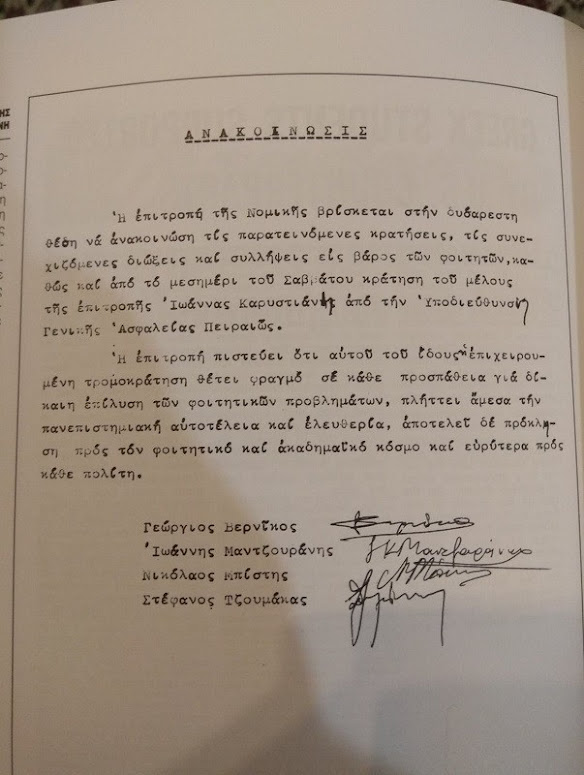 ΗΣ
ΝΗ
ΑΝΑΚΟΙΝΩΣΙΣ
Ἡ ἐπιτροπή τῆς Νομικῆς βρίσκεται στήν δυσάρεστη
θέση νά ἀνακοινώση τίς παρατεινόμενες κρατήσεις, τίς συνε-
χιζόμενες διώξεις καί συλλήψεις εἰς βάρος τῶν φοιτητῶν,κα-
θώς καί ἀπό τό μεσημέρι τοῦ Σαββάτου κράτηση τοῦ μέλους
τῆς ἐπιτροπῆς Ἰωάννας Καρυστιάνη ἀπό τήν Ὑποδιεύθυνση
Γενικῆς Ἀσφαλείας Πειραιῶς.
Ἡ ἐπιτροπή πιστεύει ὅτι αὐτοῦ τοῦ εἴδους ἡ ἐπιχειρου-
μένη τρομοκράτηση θέτει φραγμό σέ κάθε προσπάθεια γιά δί-
καιη ἐπίλυση τῶν φοιτητικῶν προβλημάτων, πλήττει ἄμεσα τήν
πανεπιστημιακή αὐτοτέλεια καί ἐλευθερία, ἀποτελεῖ δέ πρόκλη-
ση πρός τόν φοιτητικό καί ἀκαδημαϊκό κόσμο καί εὐρύτερα πρός
κάθε πολίτη.
Γεώργιος Βερνίκος
Ἰωάννης Μαντζουράνης
Νικόλαος Μπίστης
Στέφανος Τζουμάκας